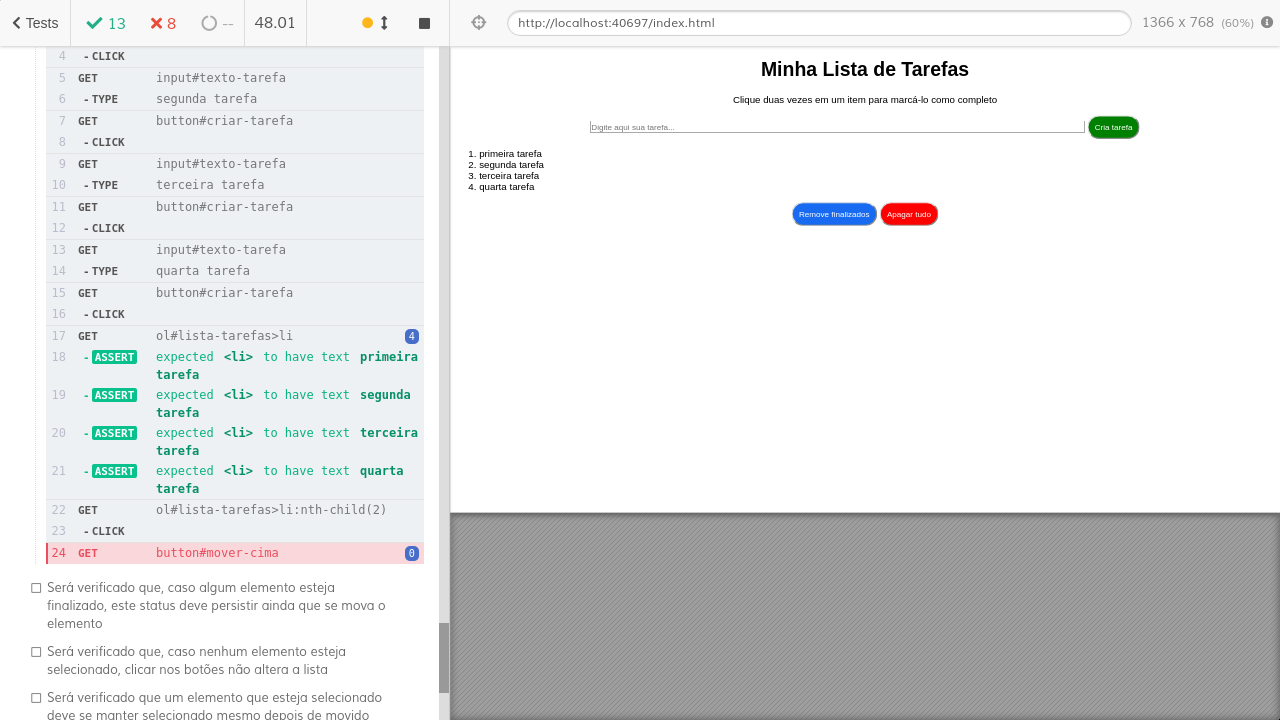 Tests
13
8
--
48.01
http://localhost:40697/index.html
1366 x 768 (60%)
4 -CLICK
5 GET input#texto-tarefa
6 -TYPE segunda tarefa
7 GET button#criar-tarefa
8 -CLICK
9 GET input#texto-tarefa
10 -TYPE terceira tarefa
11 GET button#criar-tarefa
12 -CLICK
13 GET input#texto-tarefa
14 -TYPE quarta tarefa
15 GET button#criar-tarefa
16 -CLICK
17 GET ol#lista-tarefas>li 4
18 -ASSERT expected <li> to have text primeira
tarefa
19 -ASSERT expected <li> to have text segunda
tarefa
20 -ASSERT expected <li> to have text terceira
tarefa
21 -ASSERT expected <li> to have text quarta
tarefa
22 GET ol#lista-tarefas>li:nth-child(2)
23 -CLICK
24 GET button#mover-cima 0
Será verificado que, caso algum elemento esteja
finalizado, este status deve persistir ainda que se mova o
elemento
Será verificado que, caso nenhum elemento esteja
selecionado, clicar nos botões não altera a lista
Será verificado que um elemento que esteja selecionado
deve se manter selecionado mesmo depois de movido
Minha Lista de Tarefas
Clique duas vezes em um item para marcá-lo como completo
Digite aqui sua tarefa...
Cria tarefa
1. primeira tarefa
2. segunda tarefa
3. terceira tarefa
4. quarta tarefa
Remove finalizados
Apagar tudo